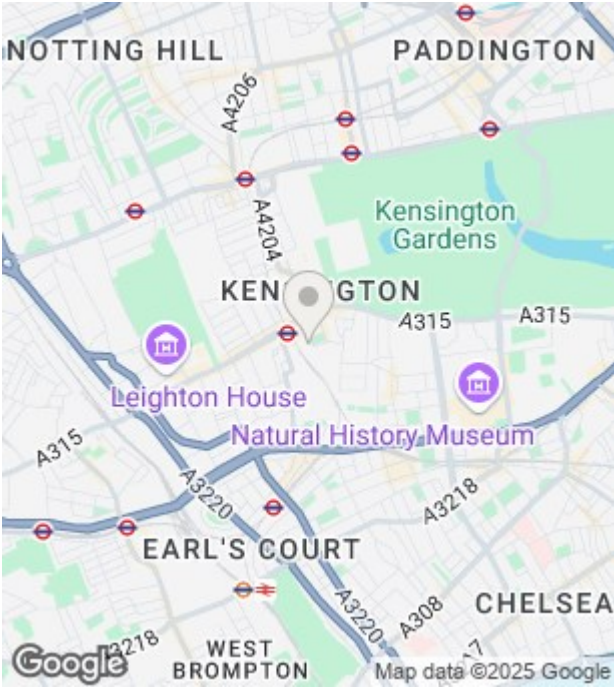 NOTTING HILL
PADDINGTON
A4206
Kensington
Gardens
A4204
KENSINGTON
A315
A315
Leighton House
Natural History Museum
A315
A3220
A3218
EARL'S COURT
A3220
A308
CHELSEA
A3218
WEST
BROMPTON
Google
Map data ©2025 Google